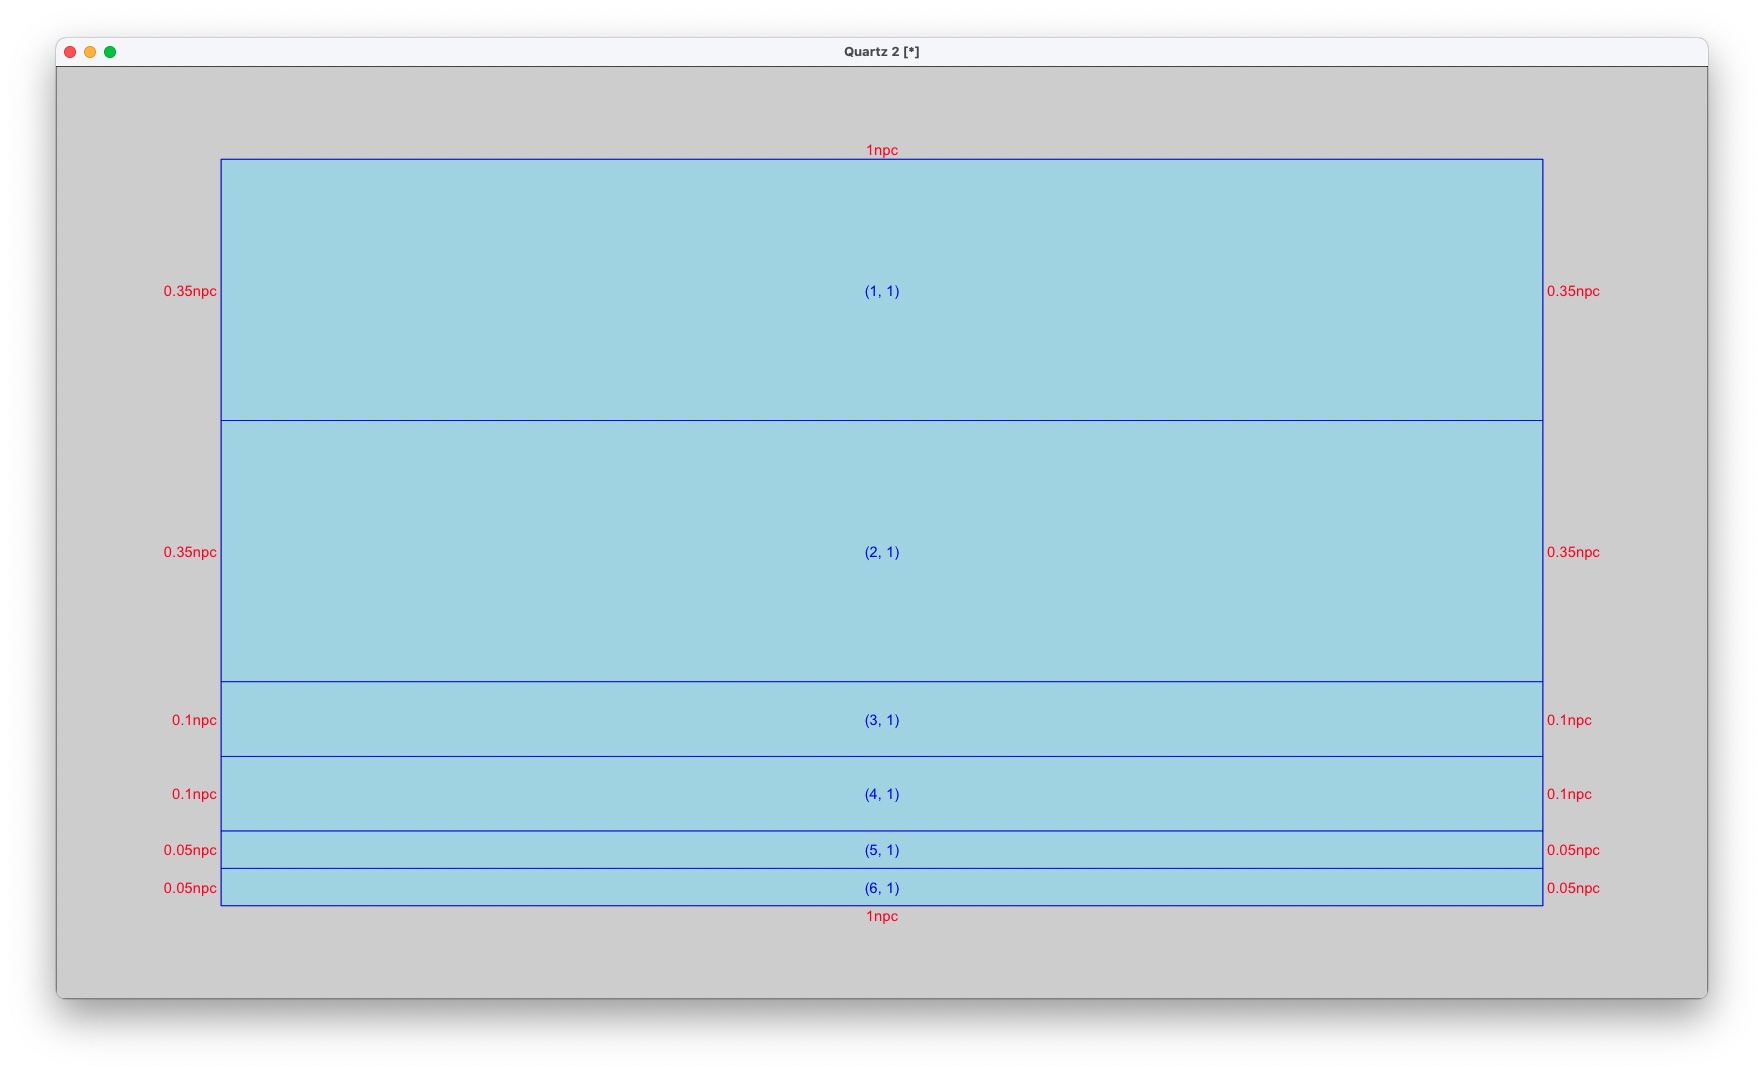 Quartz 2 [*]
1npc
0.35npc (1, 1) 0.35npc
0.35npc (2, 1) 0.35npc
0.1npc (3, 1) 0.1npc
0.1npc (4, 1) 0.1npc
0.05npc (5, 1) 0.05npc
0.05npc (6, 1) 0.05npc
1npc